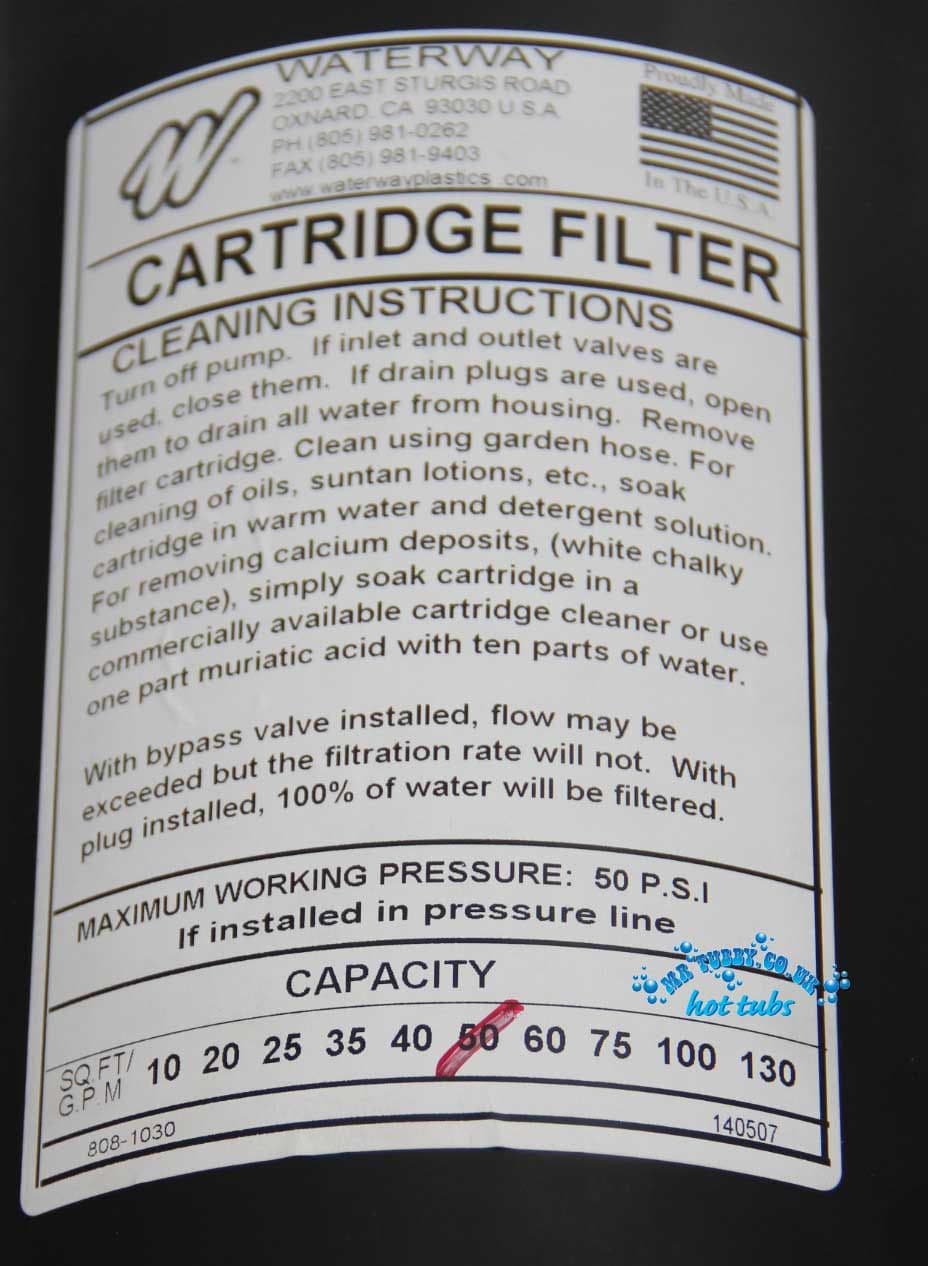 WATERWAY
2200 EAST STURGIS ROAD
OXNARD. CA 93030 U.S.A
PH (805) 981-0262
FAX (805) 981-9403
www.waterwayplastics .com
W
Proudly Made
In The U.S.A.
CARTRIDGE FILTER
CLEANING INSTRUCTIONS
Turn off pump. If inlet and outlet valves are
used, close them. If drain plugs are used, open
them to drain all water from housing. Remove
filter cartridge. Clean using garden hose. For
cleaning of oils, suntan lotions, etc., soak
cartridge in warm water and detergent solution.
For removing calcium deposits, (white chalky
substance), simply soak cartridge in a
commercially available cartridge cleaner or use
one part muriatic acid with ten parts of water.
With bypass valve installed, flow may be
exceeded but the filtration rate will not. With
plug installed, 100% of water will be filtered.
MAXIMUM WORKING PRESSURE: 50 P.S.I
If installed in pressure line
MR TUBBY.CO.UK
hot tubs
CAPACITY
SQ.FT/
G.P.M
10 20 25 35 40 50 60 75 100 130
808-1030
140507